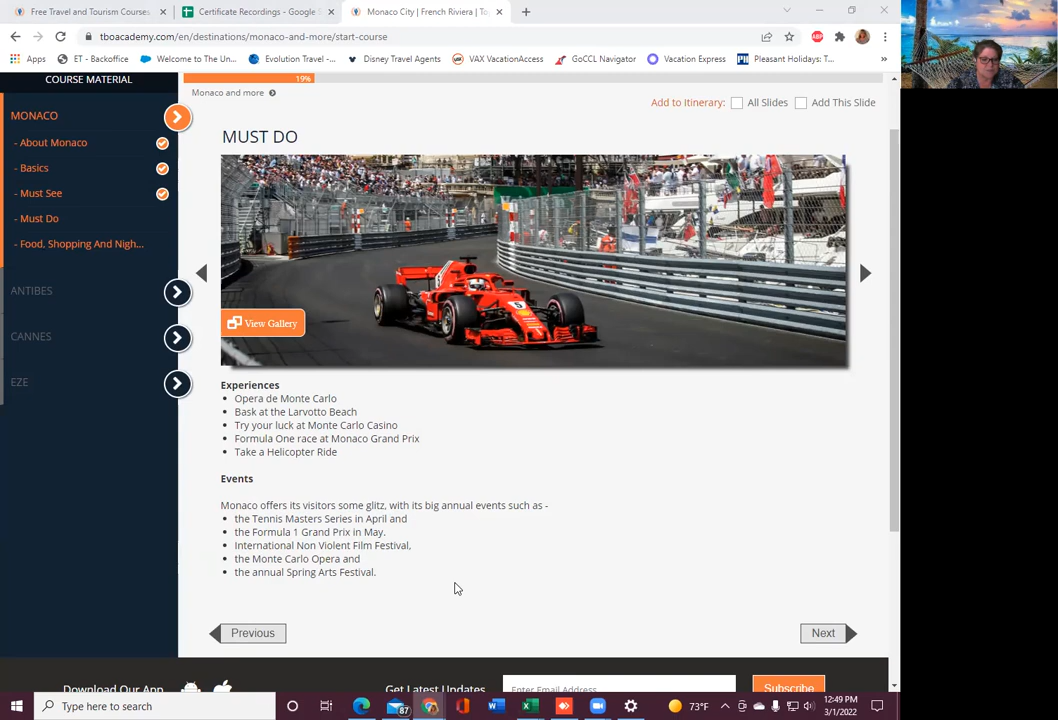 Free Travel and Tourism Courses
Certificate Recordings - Google S
Monaco City | French Riviera | To
tboacademy.com/en/destinations/monaco-and-more/start-course
Apps
ET - Backoffice
Welcome to The Un...
Evolution Travel -...
Disney Travel Agents
VAX VacationAccess
GoCCL Navigator
Vacation Express
Pleasant Holidays: T...
»
COURSE MATERIAL
MONACO
- About Monaco
- Basics
- Must See
- Must Do
- Food, Shopping And Nigh...
ANTIBES
CANNES
EZE
19%
Monaco and more
Add to Itinerary:
All Slides
Add This Slide
MUST DO
5
View Gallery
Experiences
• Opera de Monte Carlo
• Bask at the Larvotto Beach
• Try your luck at Monte Carlo Casino
• Formula One race at Monaco Grand Prix
• Take a Helicopter Ride
Events
Monaco offers its visitors some glitz, with its big annual events such as -
• the Tennis Masters Series in April and
• the Formula 1 Grand Prix in May.
• International Non Violent Film Festival,
• the Monte Carlo Opera and
• the annual Spring Arts Festival.
Previous
Next
Download Our App
Get Latest Updates
Enter Email Address
Subscribe
Type here to search
87
73°F
12:49 PM
3/1/2022